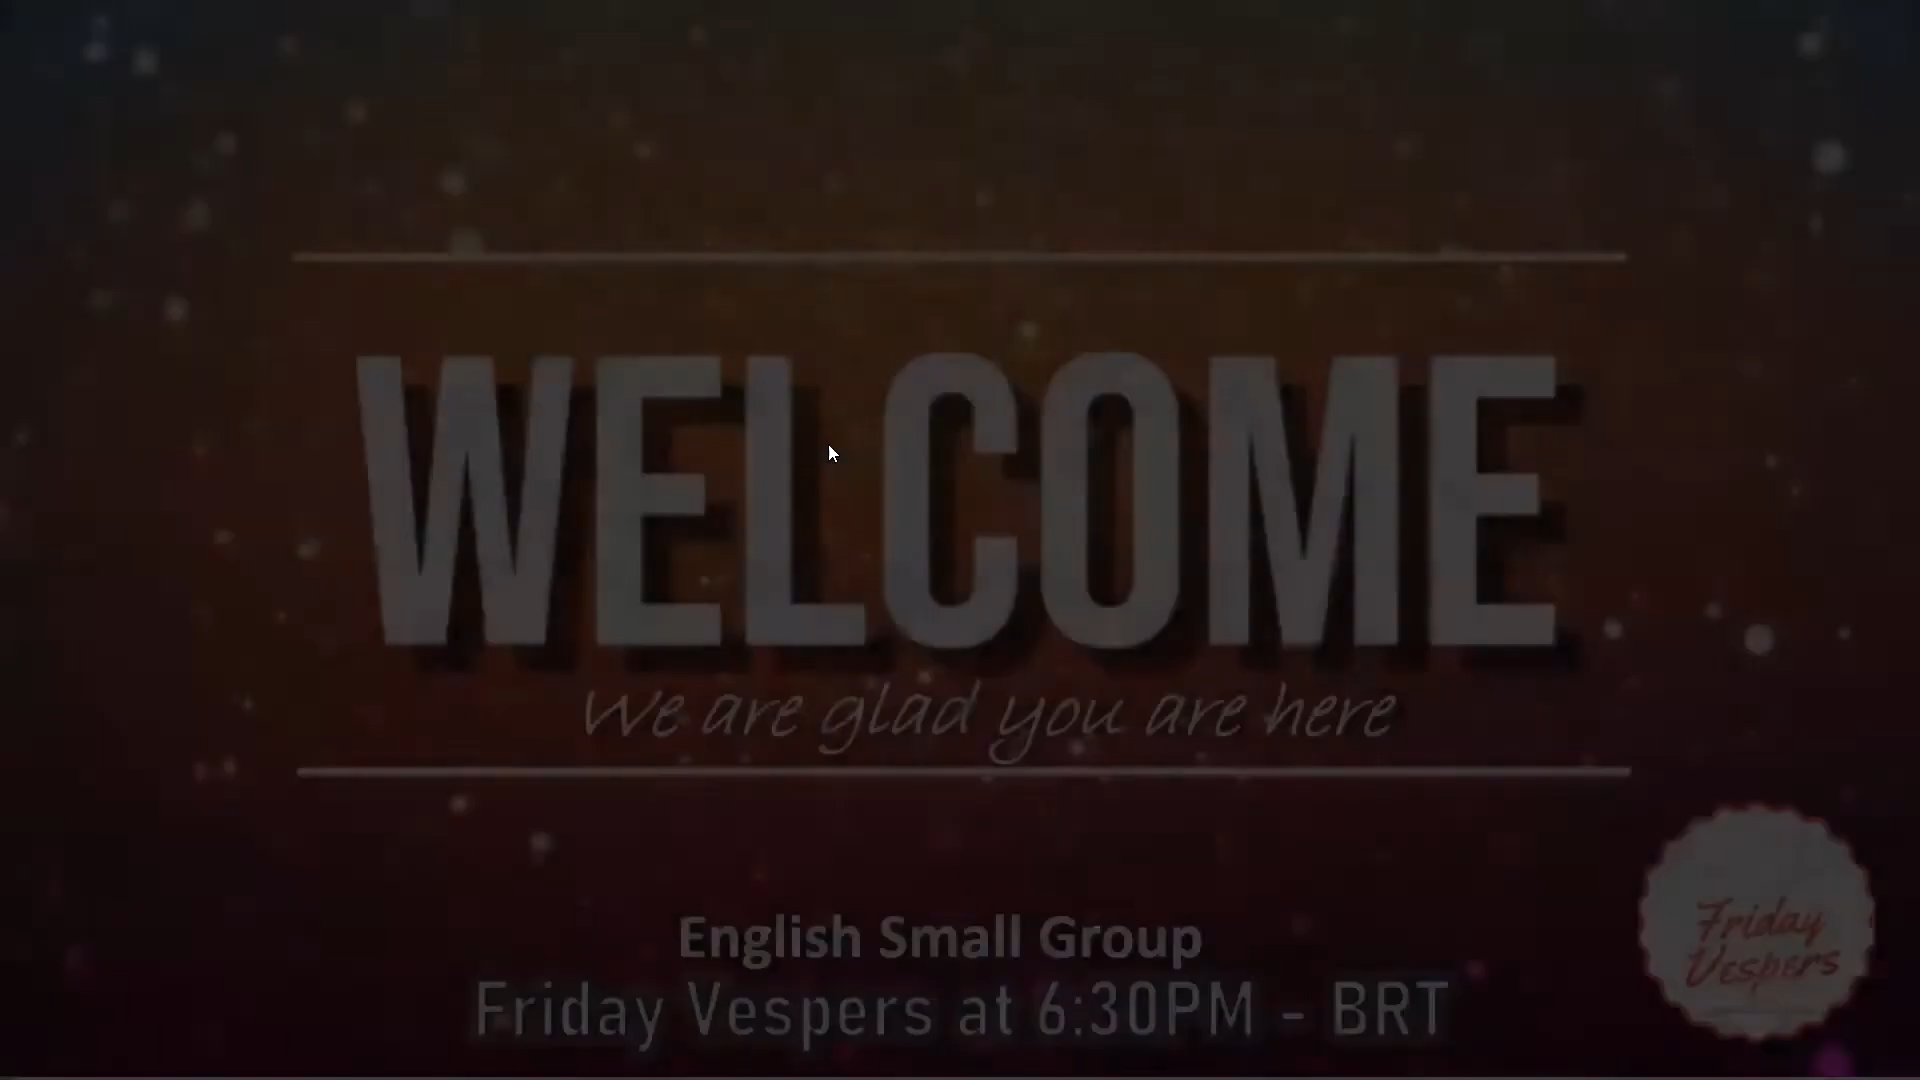 WELCOME
We are glad you are here
English Small Group
Friday Vespers at 6:30PM - BRT
Friday
Vespers